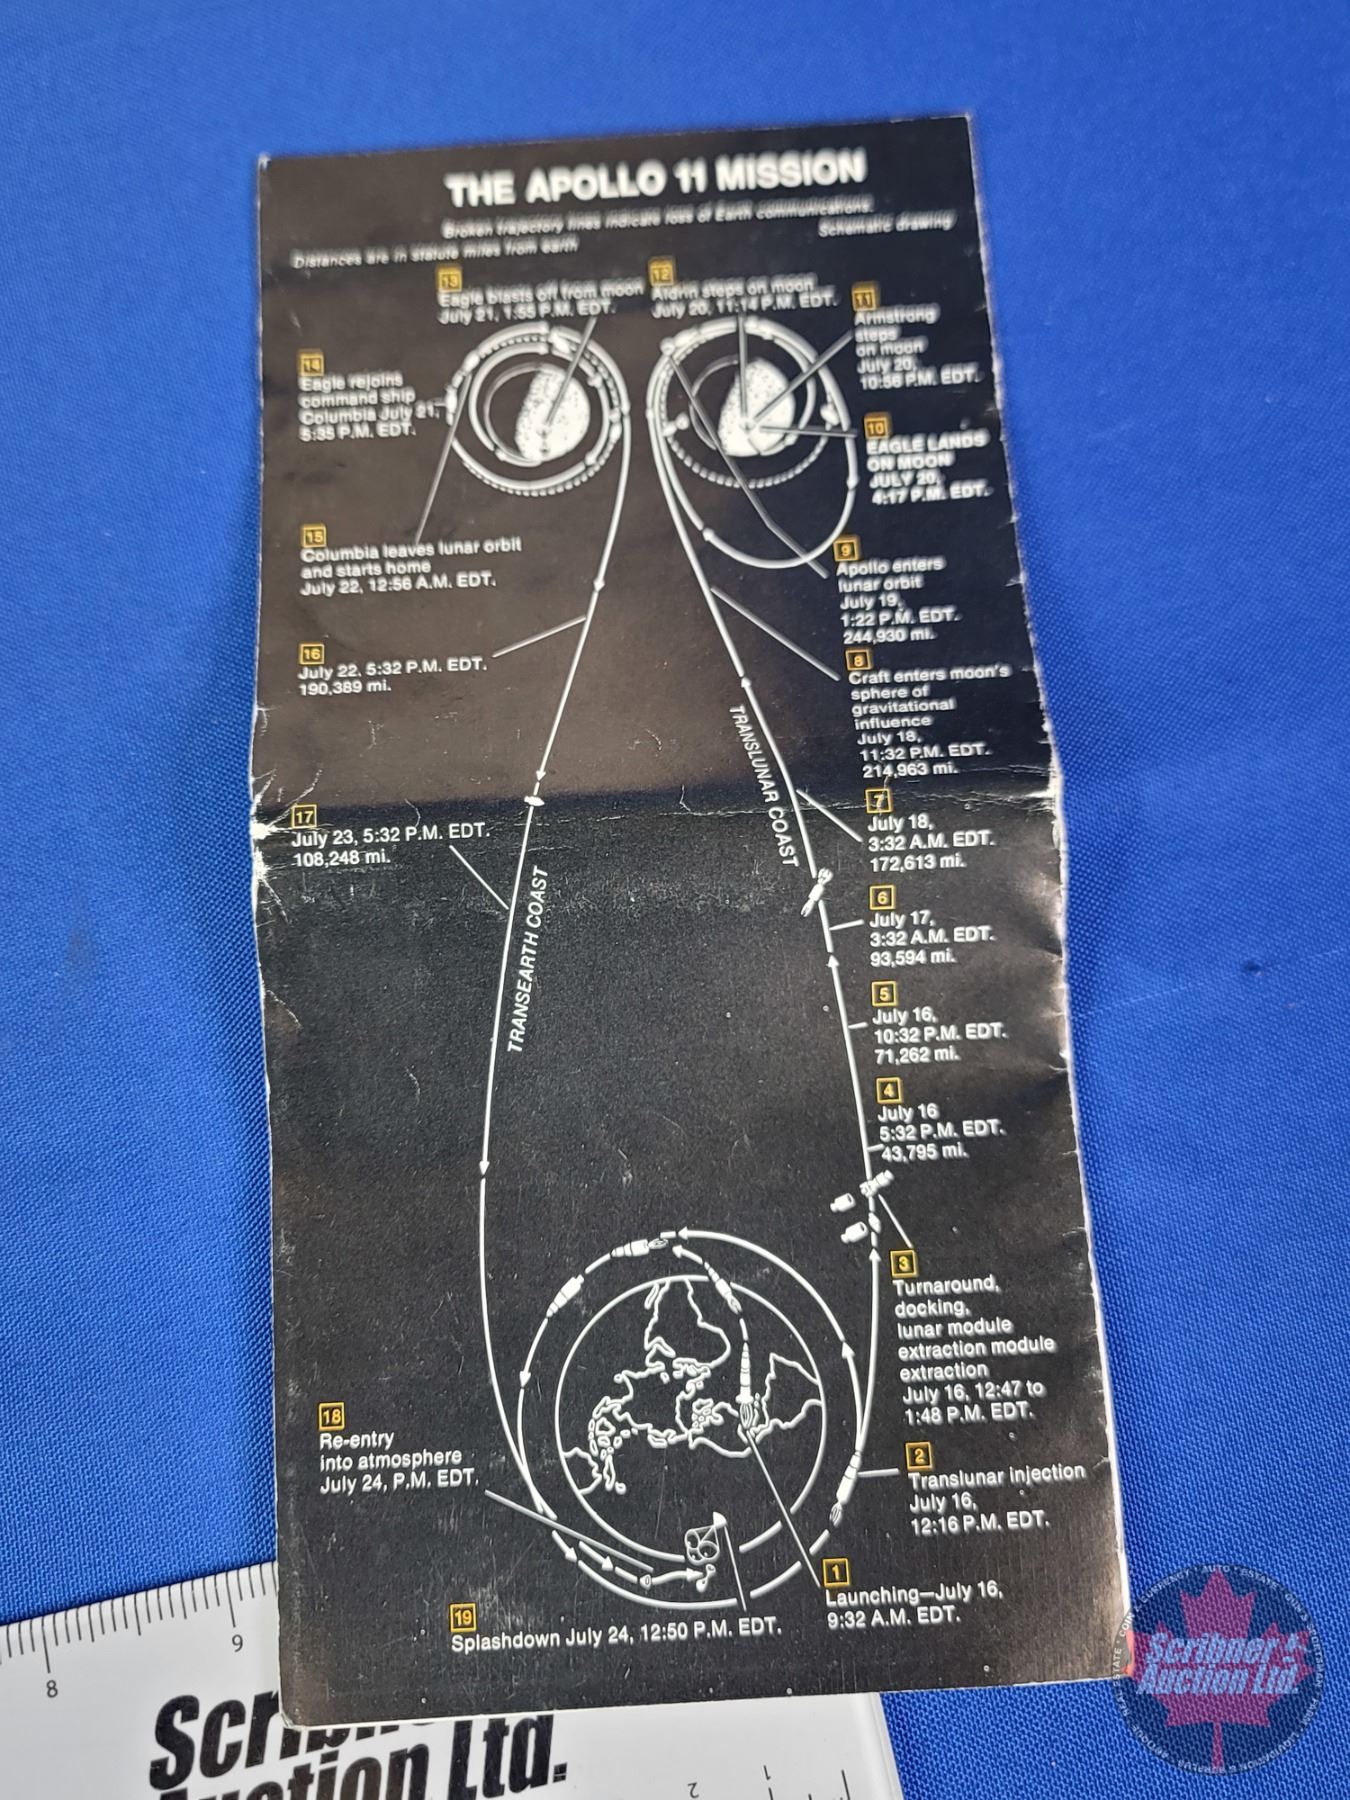 THE APOLLO 11 MISSION
Broken trajectory lines indicate loss of Earth communications
Schematic drawing
Distances are in statute miles from earth
13
Eagle blasts off from moon
July 21, 1:55 P.M. EDT.
12
Aldrin steps on moon
July 20, 11:14 P.M. EDT.
11
Armstrong
steps
on moon
July 20,
10:56 P.M. EDT.
14
Eagle rejoins
command ship
Columbia July 21,
5:35 P.M. EDT.
10
EAGLE LANDS
ON MOON
JULY 20,
4:17 P.M. EDT.
15
Columbia leaves lunar orbit
and starts home
July 22, 12:56 A.M. EDT.
9
Apollo enters
lunar orbit
July 19,
1:22 P.M. EDT.
244,930 mi.
16
July 22, 5:32 P.M. EDT.
190,389 mi.
8
Craft enters moon's
sphere of
gravitational
influence
July 18,
11:32 P.M. EDT.
214,963 mi.
TRANSLUNAR COAST
17
July 23, 5:32 P.M. EDT.
108,248 mi.
7
July 18,
3:32 A.M. EDT.
172,613 mi.
TRANSEARTH COAST
6
July 17,
3:32 A.M. EDT.
93,594 mi.
5
July 16,
10:32 P.M. EDT.
71,262 mi.
4
July 16
5:32 P.M. EDT.
43,795 mi.
3
Turnaround,
docking,
lunar module
extraction module
extraction
July 16, 12:47 to
1:48 P.M. EDT.
18
Re-entry
into atmosphere
July 24, P.M. EDT.
2
Translunar injection
July 16,
12:16 P.M. EDT.
1
Launching—July 16,
9:32 A.M. EDT.
19
Splashdown July 24, 12:50 P.M. EDT.
8
9
Auction Ltd.
2
1
Scribner
Auction Ltd.